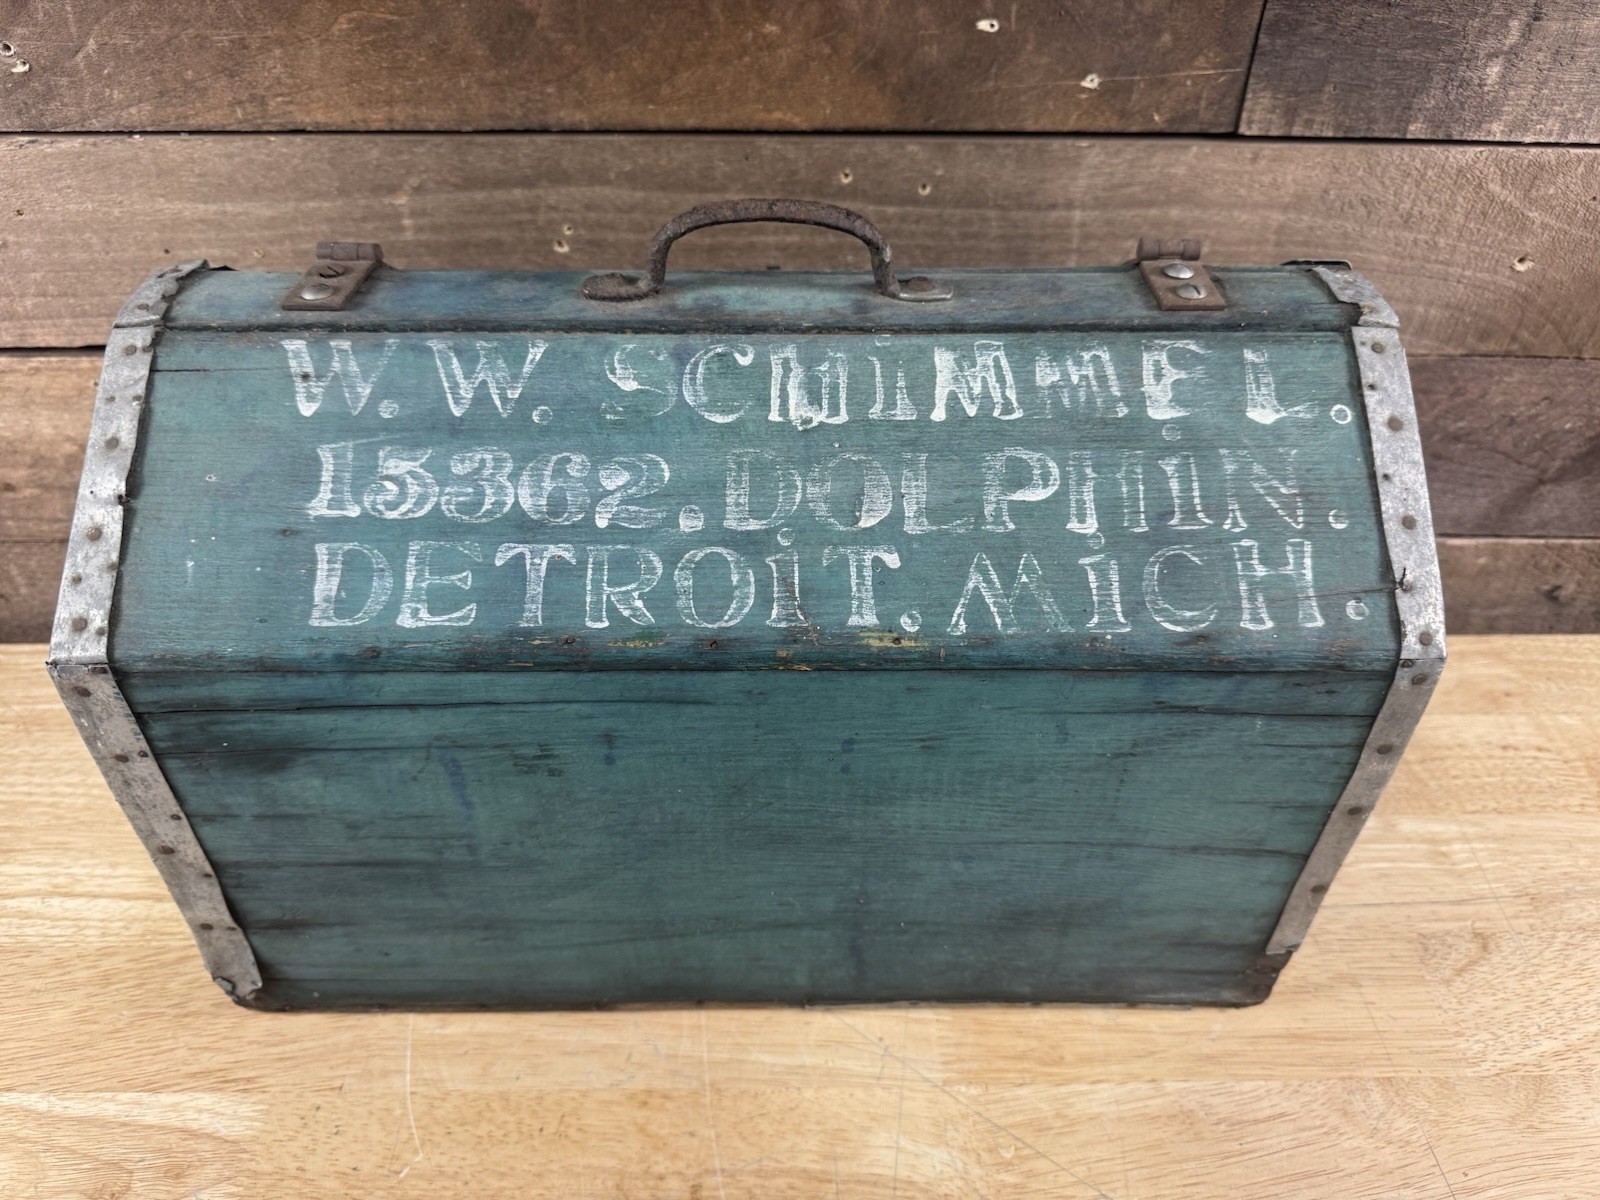 W. W. SCHiMMEL.
15362. DOLPHiN.
DETROiT. MiCH.